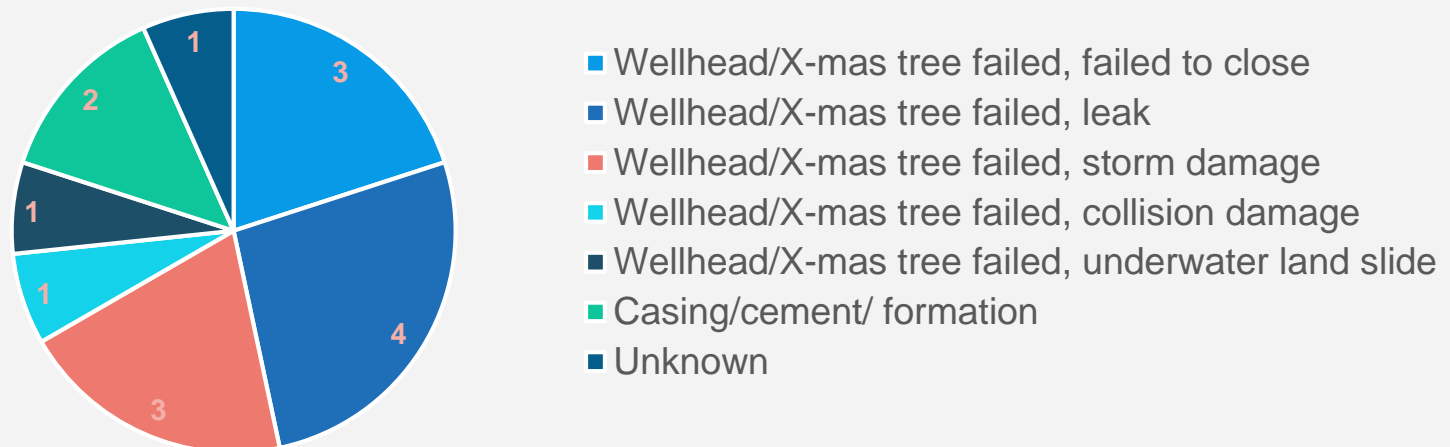 1
3
2
1
1
4
3
Wellhead/X-mas tree failed, failed to close
Wellhead/X-mas tree failed, leak
Wellhead/X-mas tree failed, storm damage
Wellhead/X-mas tree failed, collision damage
Wellhead/X-mas tree failed, underwater land slide
Casing/cement/ formation
Unknown